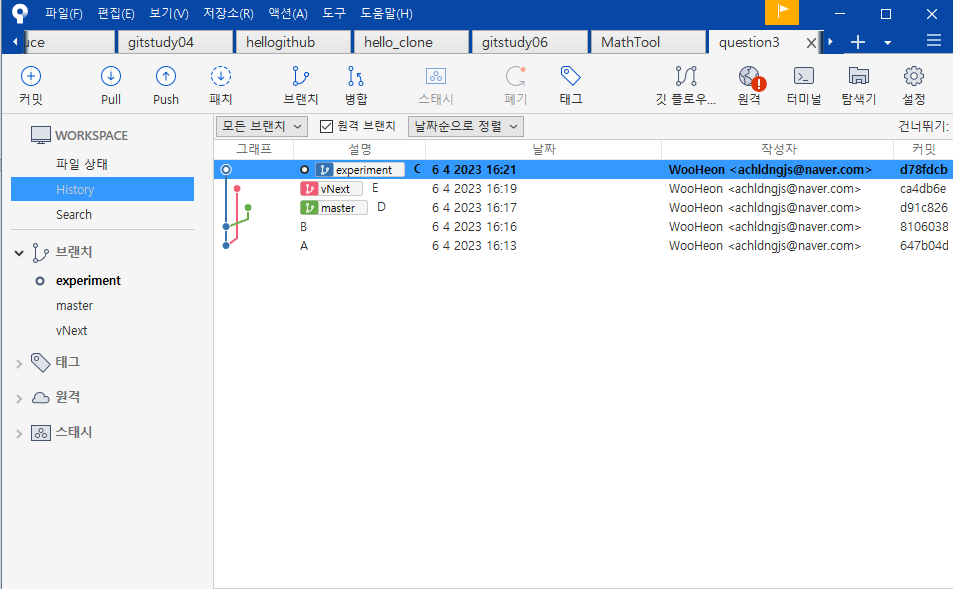 파일(F) 편집(E) 보기(V) 저장소(R) 액션(A) 도구 도움말(H)
uce gitstudy04 hellogithub hello_clone gitstudy06 MathTool question3
커밋 Pull Push 패치 브랜치 병합 스태시 폐기 태그 깃 플로우... 원격 터미널 탐색기 설정
WORKSPACE
파일 상태
History
Search
브랜치
experiment
master
vNext
태그
원격
스태시
모든 브랜치 원격 브랜치 날짜순으로 정렬 건너뛰기:
그래프 설명 날짜 작성자 커밋
experiment C 6 4 2023 16:21 WooHeon <achldngjs@naver.com> d78fdcb
vNext E 6 4 2023 16:19 WooHeon <achldngjs@naver.com> ca4db6e
master D 6 4 2023 16:17 WooHeon <achldngjs@naver.com> d91c826
B 6 4 2023 16:16 WooHeon <achldngjs@naver.com> 8106038
A 6 4 2023 16:13 WooHeon <achldngjs@naver.com> 647b04d